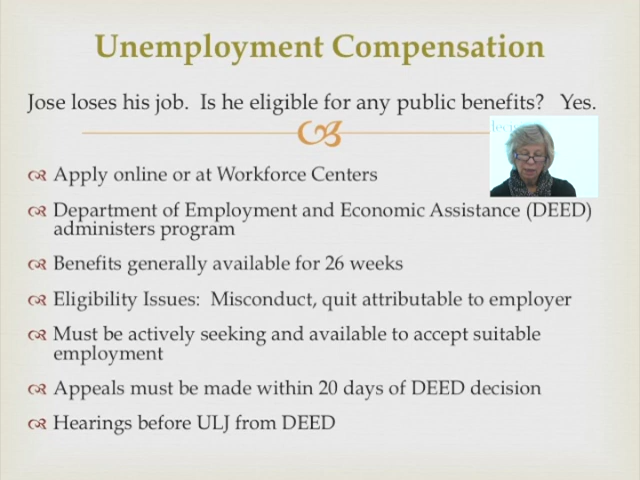 Unemployment Compensation
Jose loses his job. Is he eligible for any public benefits? Yes.
Apply online or at Workforce Centers
Department of Employment and Economic Assistance (DEED)
administers program
Benefits generally available for 26 weeks
Eligibility Issues: Misconduct, quit attributable to employer
Must be actively seeking and available to accept suitable
employment
Appeals must be made within 20 days of DEED decision
Hearings before ULJ from DEED